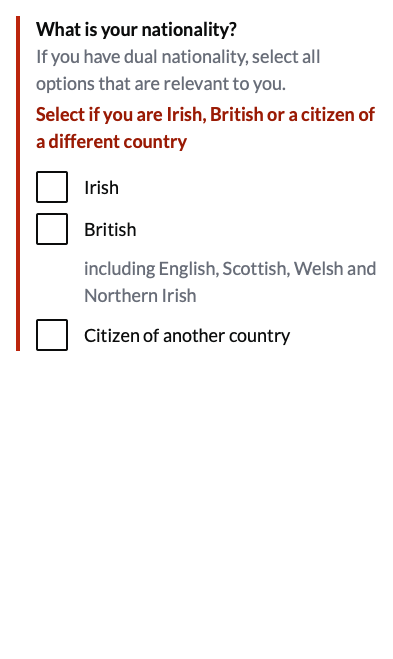 What is your nationality?
If you have dual nationality, select all
options that are relevant to you.
Select if you are Irish, British or a citizen of
a different country
Irish
British
including English, Scottish, Welsh and
Northern Irish
Citizen of another country